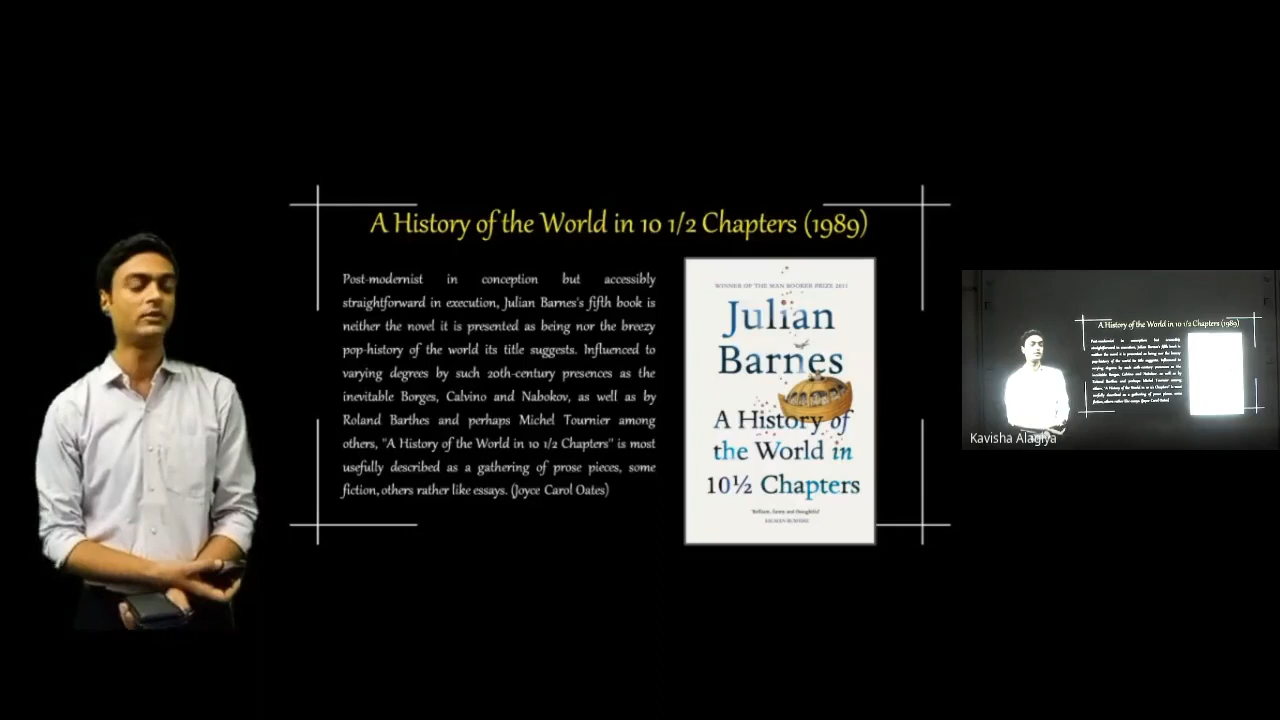 A History of the World in 10 1/2 Chapters (1989)
Post-modernist in conception but accessibly
straightforward in execution, Julian Barnes's fifth book is
neither the novel it is presented as being nor the breezy
pop-history of the world its title suggests. Influenced to
varying degrees by such 20th-century presences as the
inevitable Borges, Calvino and Nabokov, as well as by
Roland Barthes and perhaps Michel Tournier among
others, "A History of the World in 10 1/2 Chapters" is most
usefully described as a gathering of prose pieces, some
fiction, others rather like essays. (Joyce Carol Oates)
WINNER OF THE MAN BOOKER PRIZE 2011
Julian
Barnes
A History of
the World in
10½ Chapters
'Brilliant, funny and thoughtful'
SALMAN RUSHDIE
A History of the World in 10 1/2 Chapters (1989)
Kavisha Alagiya